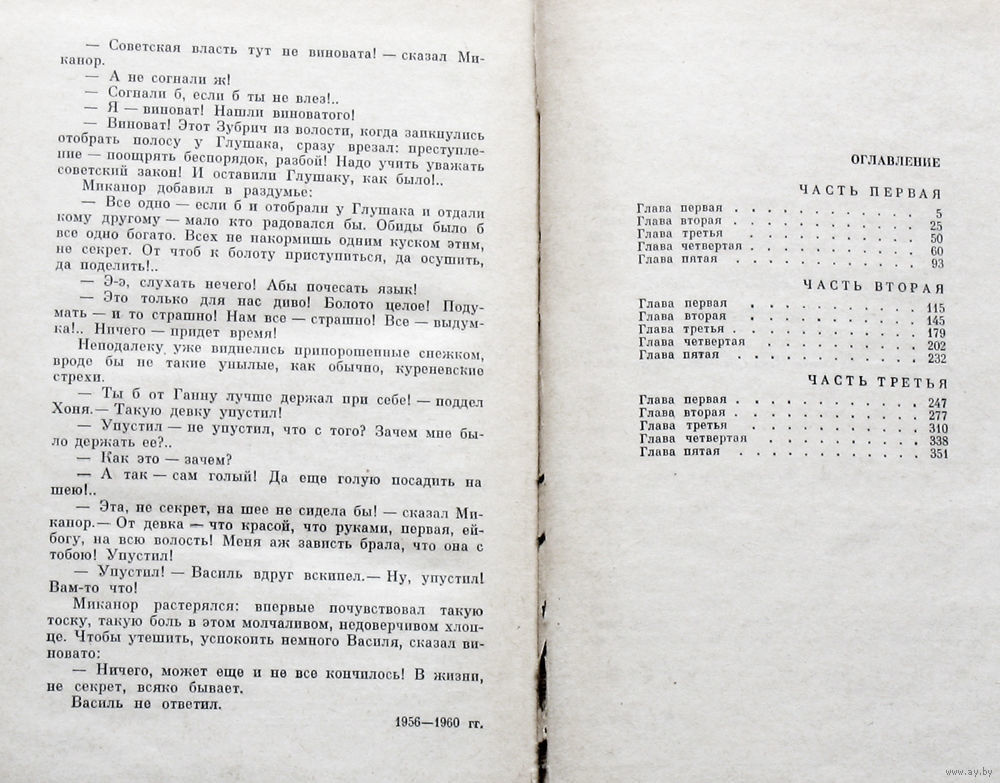 — Советская власть тут не виновата! — сказал Ми-
канор.
— А не согнали ж!
— Согнали б, если б ты не влез!..
— Я — виноват! Нашли виноватого!
— Виноват! Этот Зубрич из волости, когда запкнулись
отобрать полосу у Глушака, сразу врезал: преступле-
ние — поощрять беспорядок, разбой! Надо учить уважать
советский закон! И оставили Глушаку, как было!..
Миканор добавил в раздумье:
— Все одно — если б и отобрали у Глушака и отдали
кому другому — мало кто радовался бы. Обиды было б
все одно богато. Всех не накормишь одним куском этим,
не секрет. От чтоб к болоту приступиться, да осушить,
да поделить!..
— Э-э, слухать нечего! Абы почесать язык!
— Это только для нас диво! Болото целое! Поду-
мать — и то страшно! Нам все — страшно! Все — выдум-
ка!.. Ничего — придет время!
Неподалеку уже виднелись припорошенные снежком,
вроде бы не такие унылые, как обычно, куреневские
стрехи.
— Ты б от Ганну лучше держал при себе! — поддел
Хоня.— Такую девку упустил!
— Упустил — не упустил, что с того? Зачем мне бы-
ло держать ее?..
— Как это — зачем?
— А так — сам голый! Да еще голую посадить на
шею!..
— Эта, не секрет, на шее не сидела бы! — сказал Ми-
канор.— От девка — что красой, что руками, первая, ей-
богу, на всю волость! Меня аж зависть брала, что она с
тобою! Упустил!
— Упустил! — Василь вдруг вскипел.— Ну, упустил!
Вам-то что!
Миканор растерялся: впервые почувствовал такую
тоску, такую боль в этом молчаливом, недоверчивом хлоп-
це. Чтобы утешить, успокоить немного Василя, сказал ви-
новато:
— Ничего, может еще и не все кончилось! В жизни,
не секрет, всяко бывает.
Василь не ответил.
1956—1960 гг.
ОГЛАВЛЕНИЕ
ЧАСТЬ ПЕРВАЯ
Глава первая . . . . . . . . . . . . 5
Глава вторая . . . . . . . . . . . . 25
Глава третья . . . . . . . . . . . 50
Глава четвертая . . . . . . . . . . . 60
Глава пятая . . . . . . . . . . . . 93
ЧАСТЬ ВТОРАЯ
Глава первая . . . . . . . . . . . 115
Глава вторая . . . . . . . . . . . 145
Глава третья . . . . . . . . . . . . 179
Глава четвертая . . . . . . . . . . 202
Глава пятая . . . . . . . . . . . . 232
ЧАСТЬ ТРЕТЬЯ
Глава первая . . . . . . . . . . . . 247
Глава вторая . . . . . . . . . . . . 277
Глава третья . . . . . . . . . . . 310
Глава четвертая . . . . . . . . . . 338
Глава пятая . . . . . . . . . . . . 351
www.ay.by